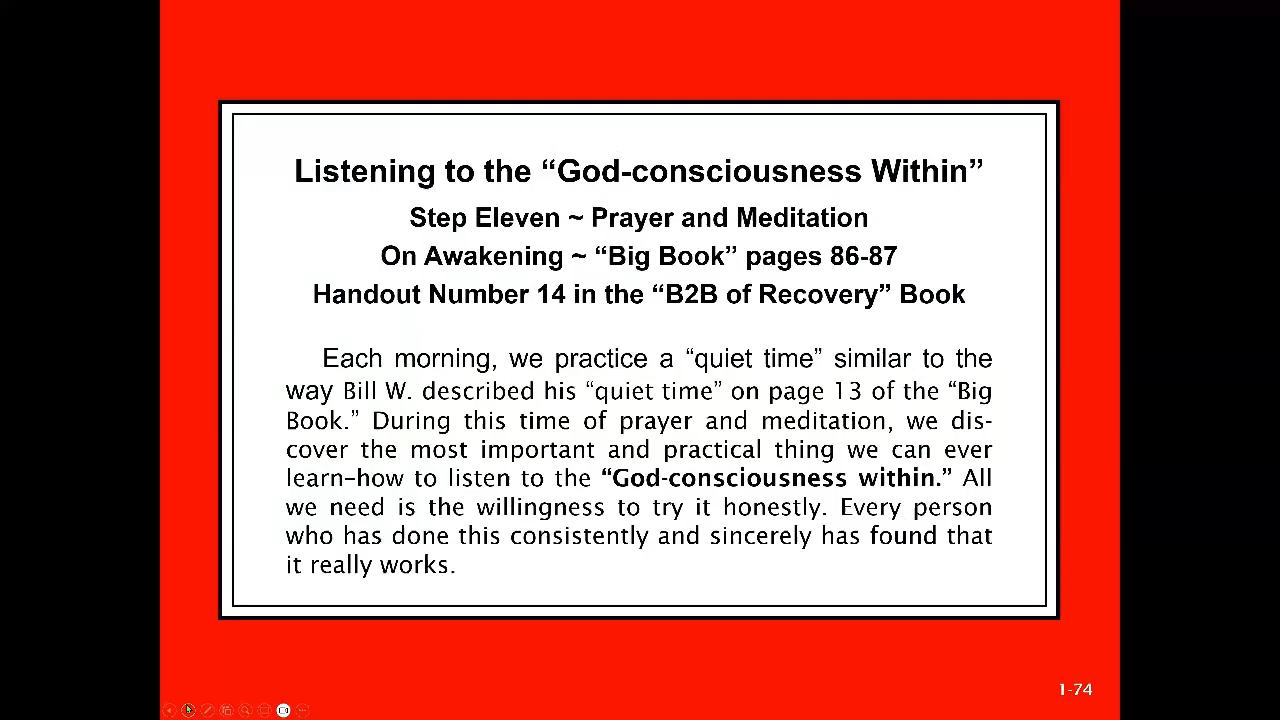 Listening to the “God-consciousness Within”
Step Eleven ~ Prayer and Meditation
On Awakening ~ “Big Book” pages 86-87
Handout Number 14 in the “B2B of Recovery” Book
Each morning, we practice a “quiet time” similar to the
way Bill W. described his “quiet time” on page 13 of the “Big
Book.” During this time of prayer and meditation, we dis-
cover the most important and practical thing we can ever
learn–how to listen to the “God-consciousness within.” All
we need is the willingness to try it honestly. Every person
who has done this consistently and sincerely has found that
it really works.
1-74